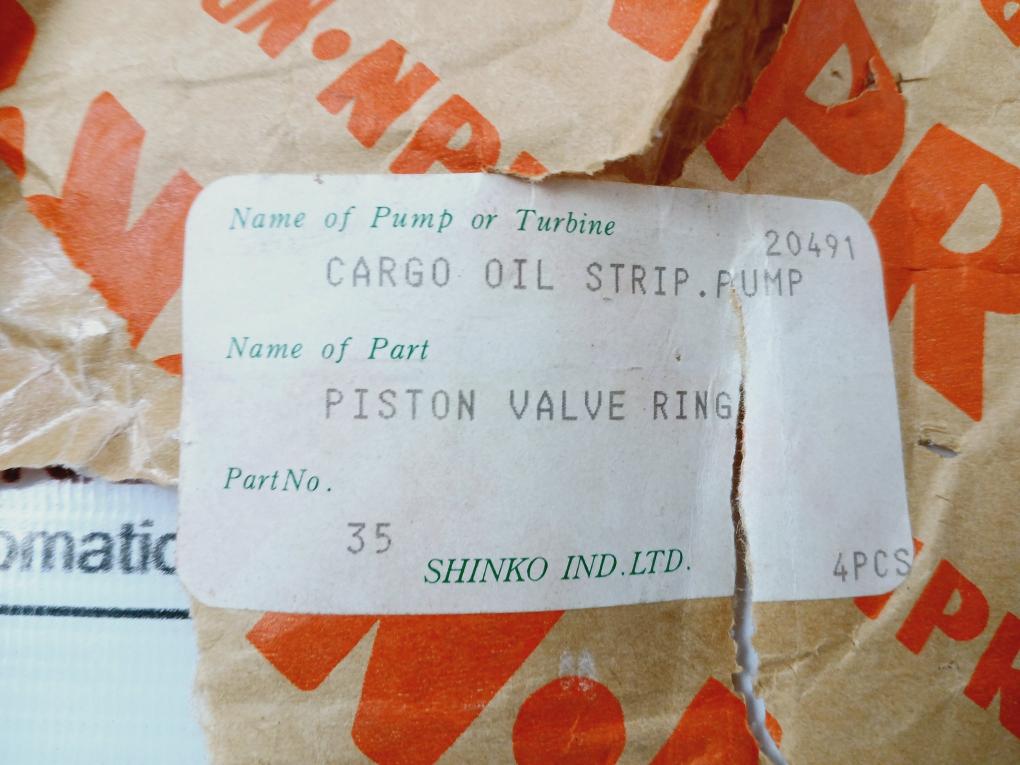 Name of Pump or Turbine
20491
CARGO OIL STRIP.PUMP
Name of Part
PISTON VALVE RING
PartNo.
35
SHINKO IND.LTD.
4PCS
omatic